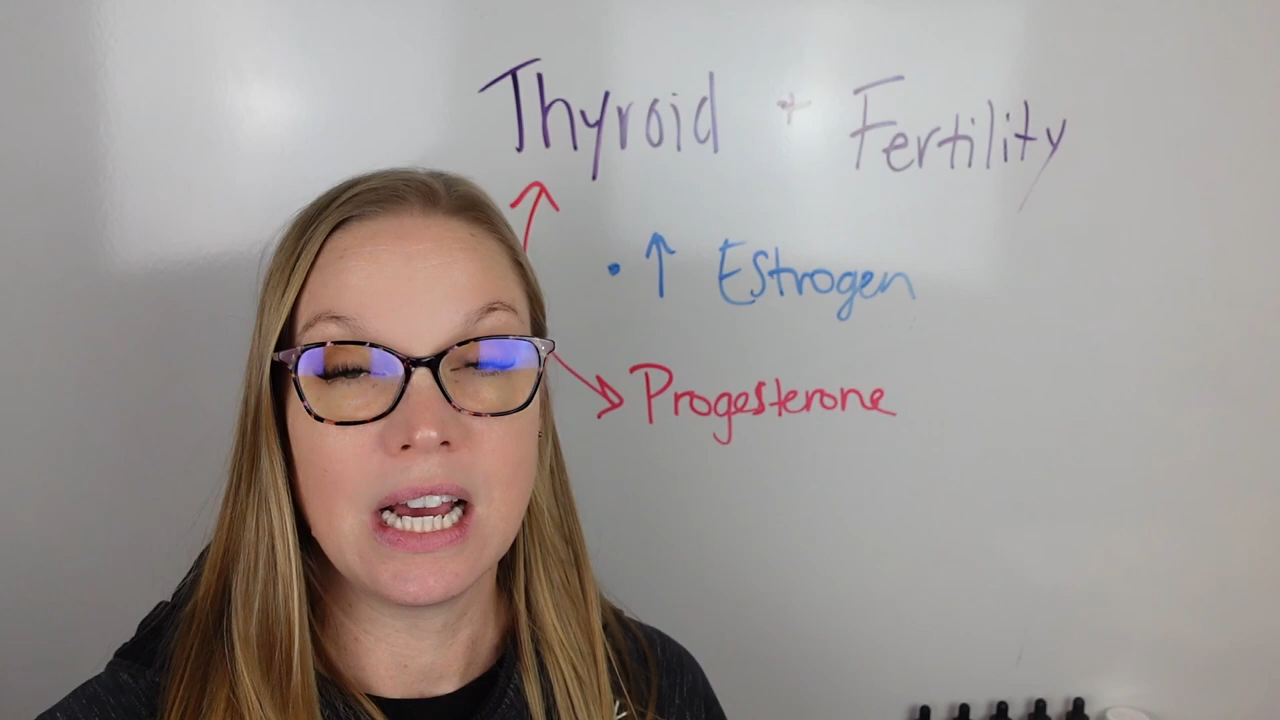 Thyroid + Fertility
• ↑ Estrogen
Progesterone